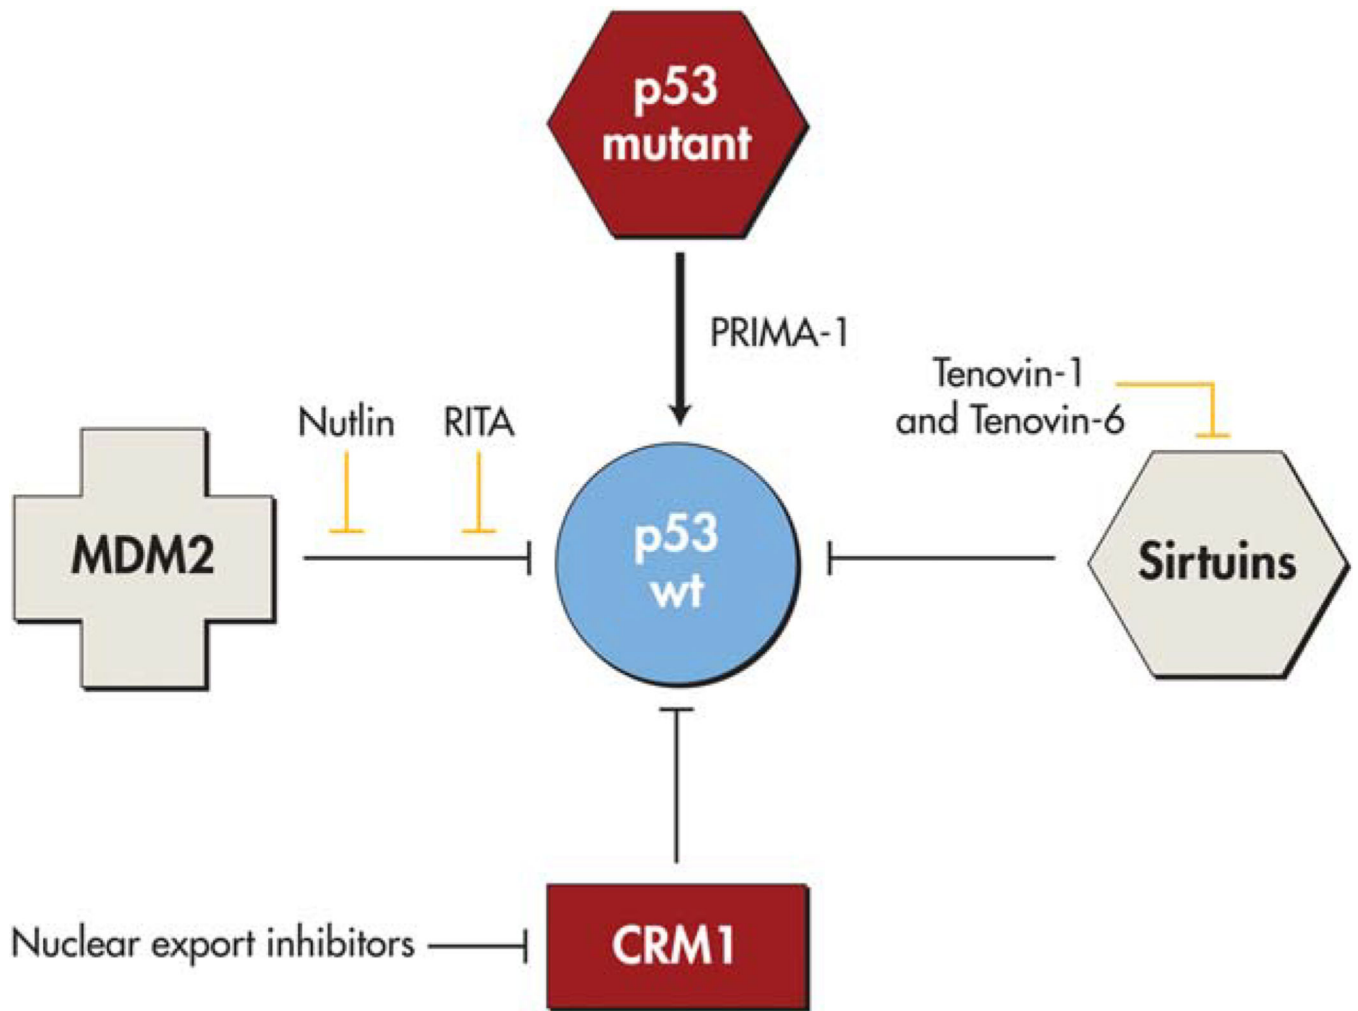 p53
mutant
PRIMA-1
Tenovin-1
and Tenovin-6
Nutlin
RITA
MDM2
p53
wt
Sirtuins
Nuclear export inhibitors
CRM1